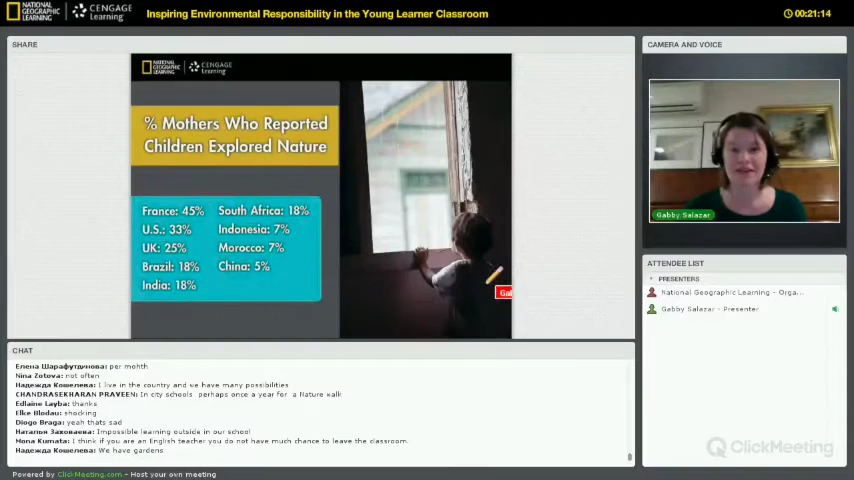 NATIONAL
GEOGRAPHIC
LEARNING
CENGAGE
Learning
Inspiring Environmental Responsibility in the Young Learner Classroom
00:21:14
SHARE
NATIONAL
GEOGRAPHIC
LEARNING
CENGAGE
Learning
% Mothers Who Reported
Children Explored Nature
France: 45%
U.S.: 33%
UK: 25%
Brazil: 18%
India: 18%
South Africa: 18%
Indonesia: 7%
Morocco: 7%
China: 5%
Gab
CAMERA AND VOICE
Gabby Salazar
ATTENDEE LIST
PRESENTERS
National Geographic Learning - Orga...
Gabby Salazar - Presenter
CHAT
Елена Шарафутдинова: per mohth
Nina Zotova: not often
Надежда Кошелева: I live in the country and we have many possibilities
CHANDRASEKHARAN PRAVEEN: In city schools perhaps once a year for a Nature walk
Edlaine Layba: thanks
Elke Blodau: shocking
Diogo Braga: yeah thats sad
Наталья Заховаева: Impossible learning outside in our school
Mona Kumata: I think if you are an English teacher you do not have much chance to leave the classroom.
Надежда Кошелева: We have gardens
ClickMeeting
Powered by ClickMeeting.com - Host your own meeting